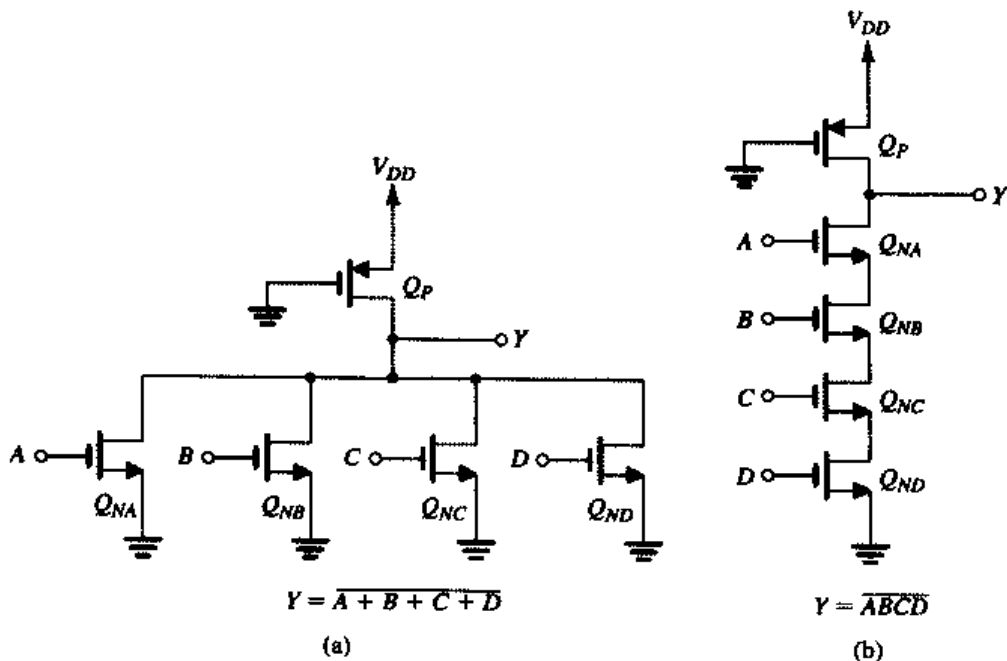 V_DD
Q_P
Y
A
Q_NA
B
Q_NB
C
Q_NC
D
Q_ND
Y = \overline{A + B + C + D}
(a)
V_DD
Q_P
Y
A
Q_NA
B
Q_NB
C
Q_NC
D
Q_ND
Y = \overline{ABCD}
(b)